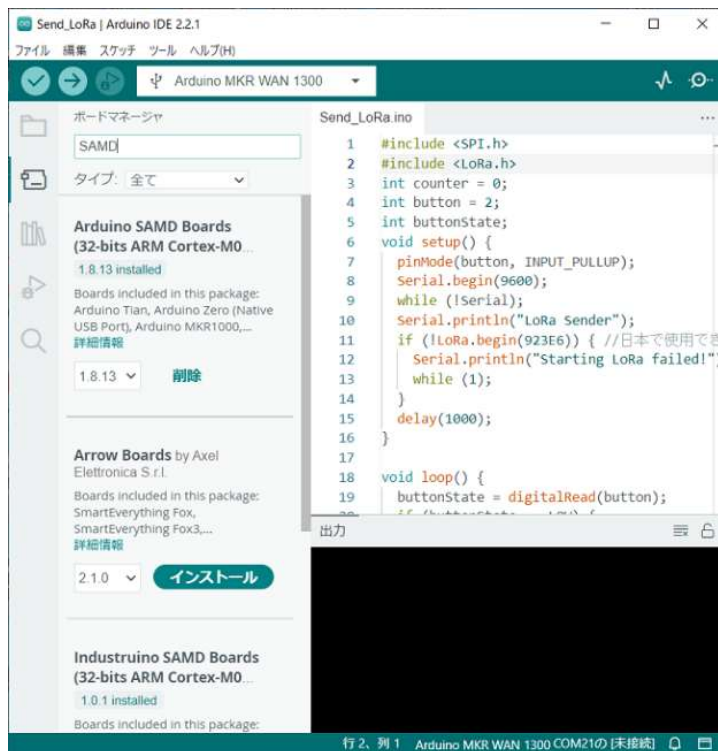 Send_LoRa | Arduino IDE 2.2.1
ファイル 編集 スケッチ ツール ヘルプ(H)
Arduino MKR WAN 1300
ボードマネージャ
SAMD
タイプ: 全て
Arduino SAMD Boards
(32-bits ARM Cortex-M0...
1.8.13 installed
Boards included in this package:
Arduino Tian, Arduino Zero (Native
USB Port), Arduino MKR1000,...
詳細情報
1.8.13 削除
Arrow Boards by Axel
Elettronica S.r.l.
Boards included in this package:
SmartEverything Fox,
SmartEverything Fox3,...
詳細情報
2.1.0 インストール
Industruino SAMD Boards
(32-bits ARM Cortex-M0...
1.0.1 installed
Boards included in this package:
Send_LoRa.ino
1 #include <SPI.h>
2 #include <LoRa.h>
3 int counter = 0;
4 int button = 2;
5 int buttonState;
6 void setup() {
7 pinMode(button, INPUT_PULLUP);
8 Serial.begin(9600);
9 while (!Serial);
10 Serial.println("LoRa Sender");
11 if (!LoRa.begin(923E6)) { //日本で使用でき
12 Serial.println("Starting LoRa failed!")
13 while (1);
14 }
15 delay(1000);
16 }
17
18 void loop() {
19 buttonState = digitalRead(button);
出力
行 2、列 1 Arduino MKR WAN 1300 COM21の [未接続]